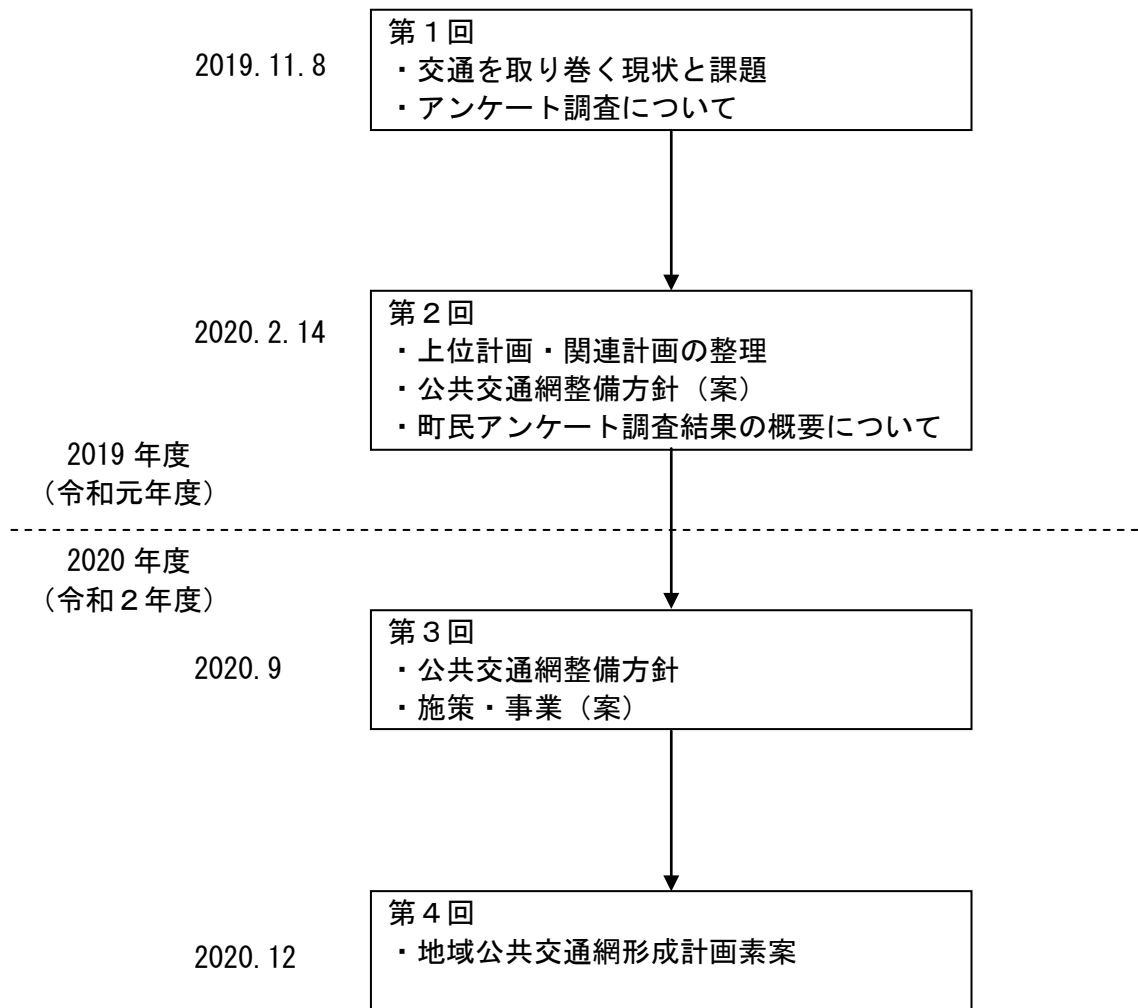 2019.11.8
第１回
・交通を取り巻く現状と課題
・アンケート調査について
2020.2.14
第２回
・上位計画・関連計画の整理
・公共交通網整備方針（案）
・町民アンケート調査結果の概要について
2019 年度
（令和元年度）
2020 年度
（令和２年度）
2020.9
第３回
・公共交通網整備方針
・施策・事業（案）
2020.12
第４回
・地域公共交通網形成計画素案